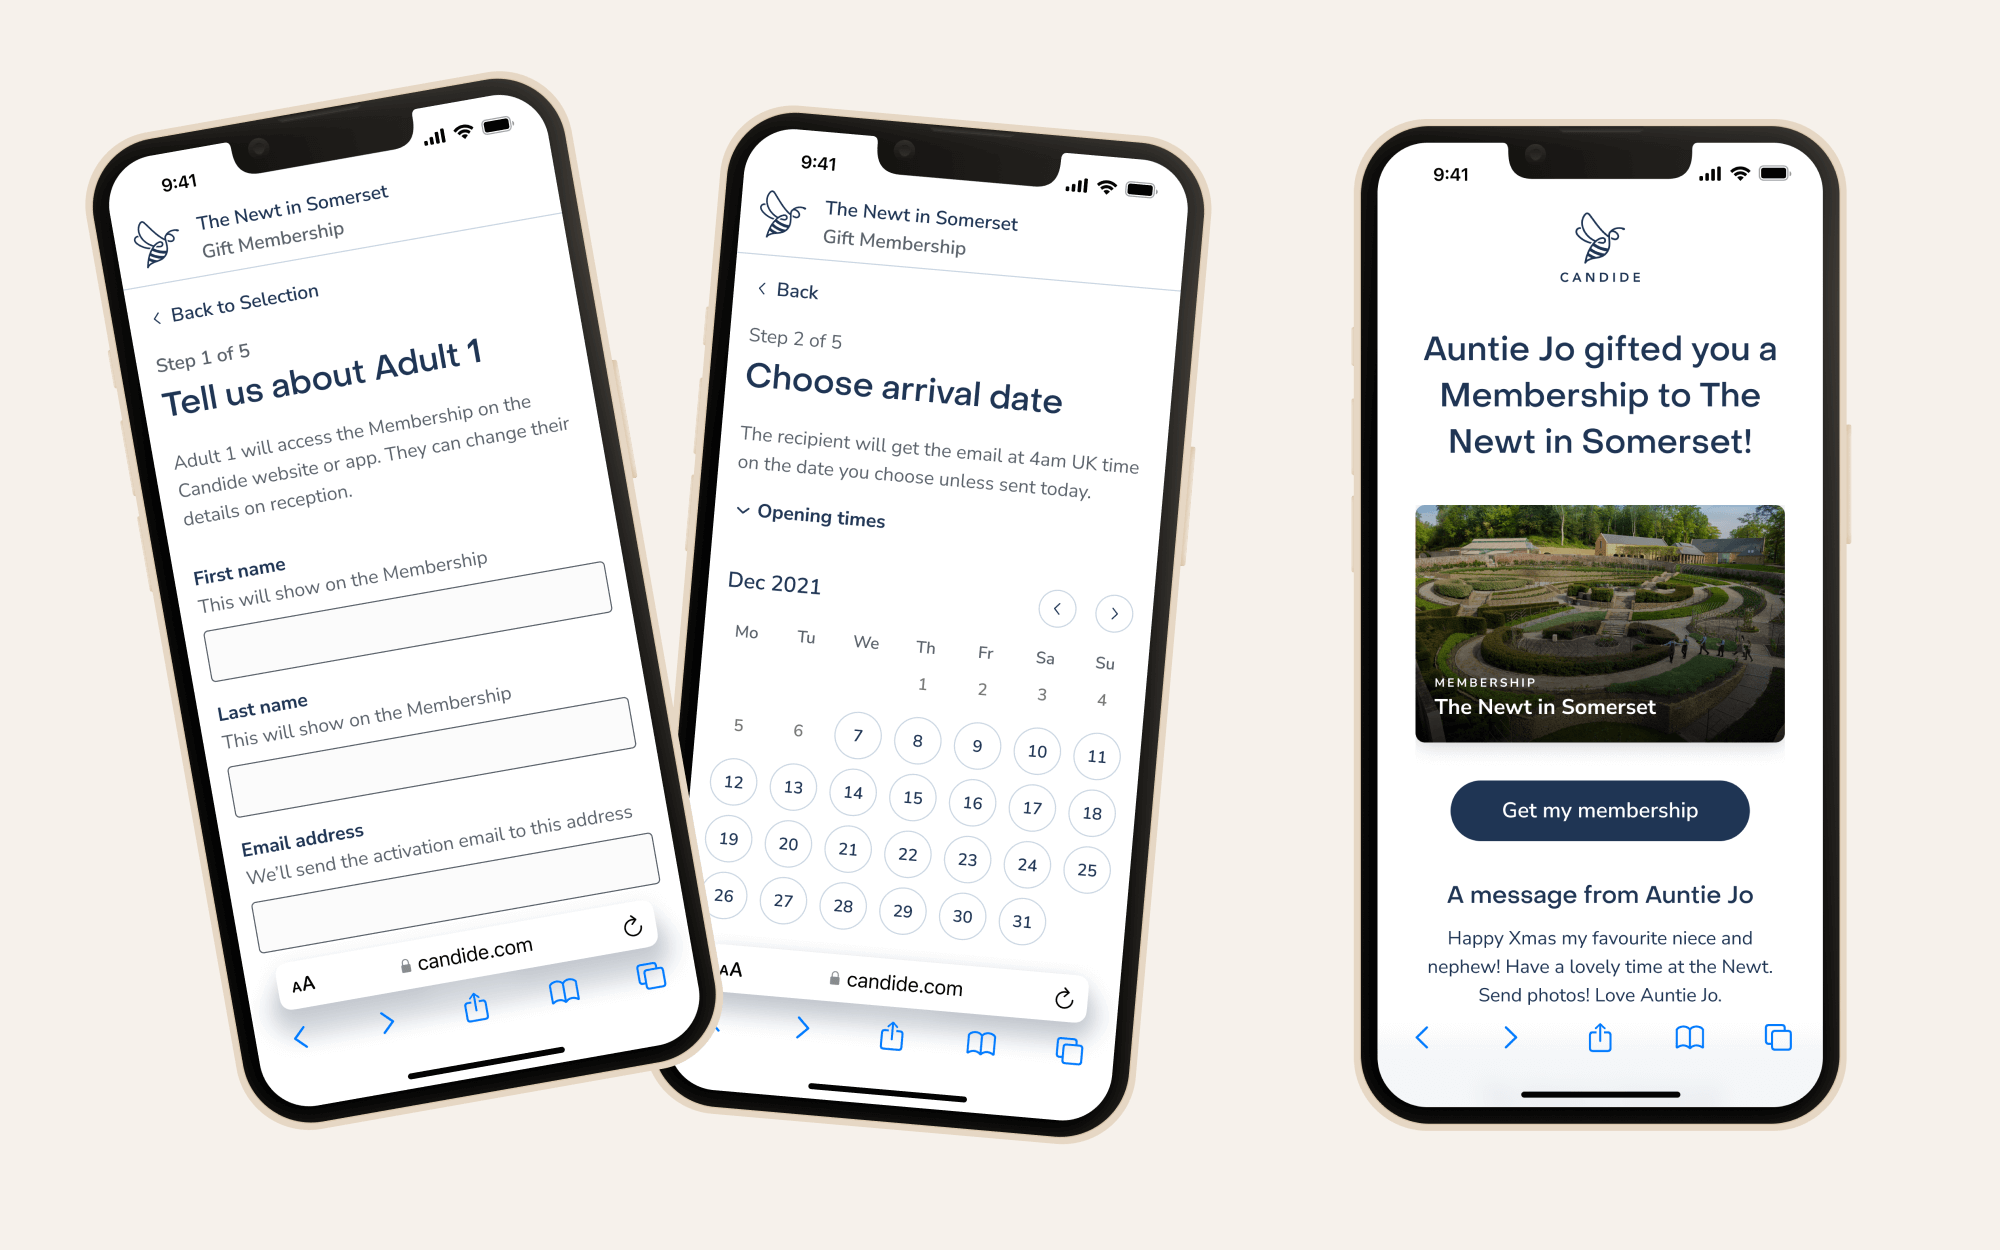 9:41
The Newt in Somerset
Gift Membership
Back to Selection
Step 1 of 5
Tell us about Adult 1
Adult 1 will access the Membership on the
Candide website or app. They can change their
details on reception.
First name
This will show on the Membership
Last name
This will show on the Membership
Email address
We'll send the activation email to this address
AA candide.com
9:41
The Newt in Somerset
Gift Membership
Back
Step 2 of 5
Choose arrival date
The recipient will get the email at 4am UK time
on the date you choose unless sent today.
Opening times
Dec 2021
Mo Tu We Th Fr Sa Su
1 2 3 4
5 6 7 8 9 10 11
12 13 14 15 16 17 18
19 20 21 22 23 24 25
26 27 28 29 30 31
AA candide.com
9:41
CANDIDE
Auntie Jo gifted you a
Membership to The
Newt in Somerset!
MEMBERSHIP
The Newt in Somerset
Get my membership
A message from Auntie Jo
Happy Xmas my favourite niece and
nephew! Have a lovely time at the Newt.
Send photos! Love Auntie Jo.